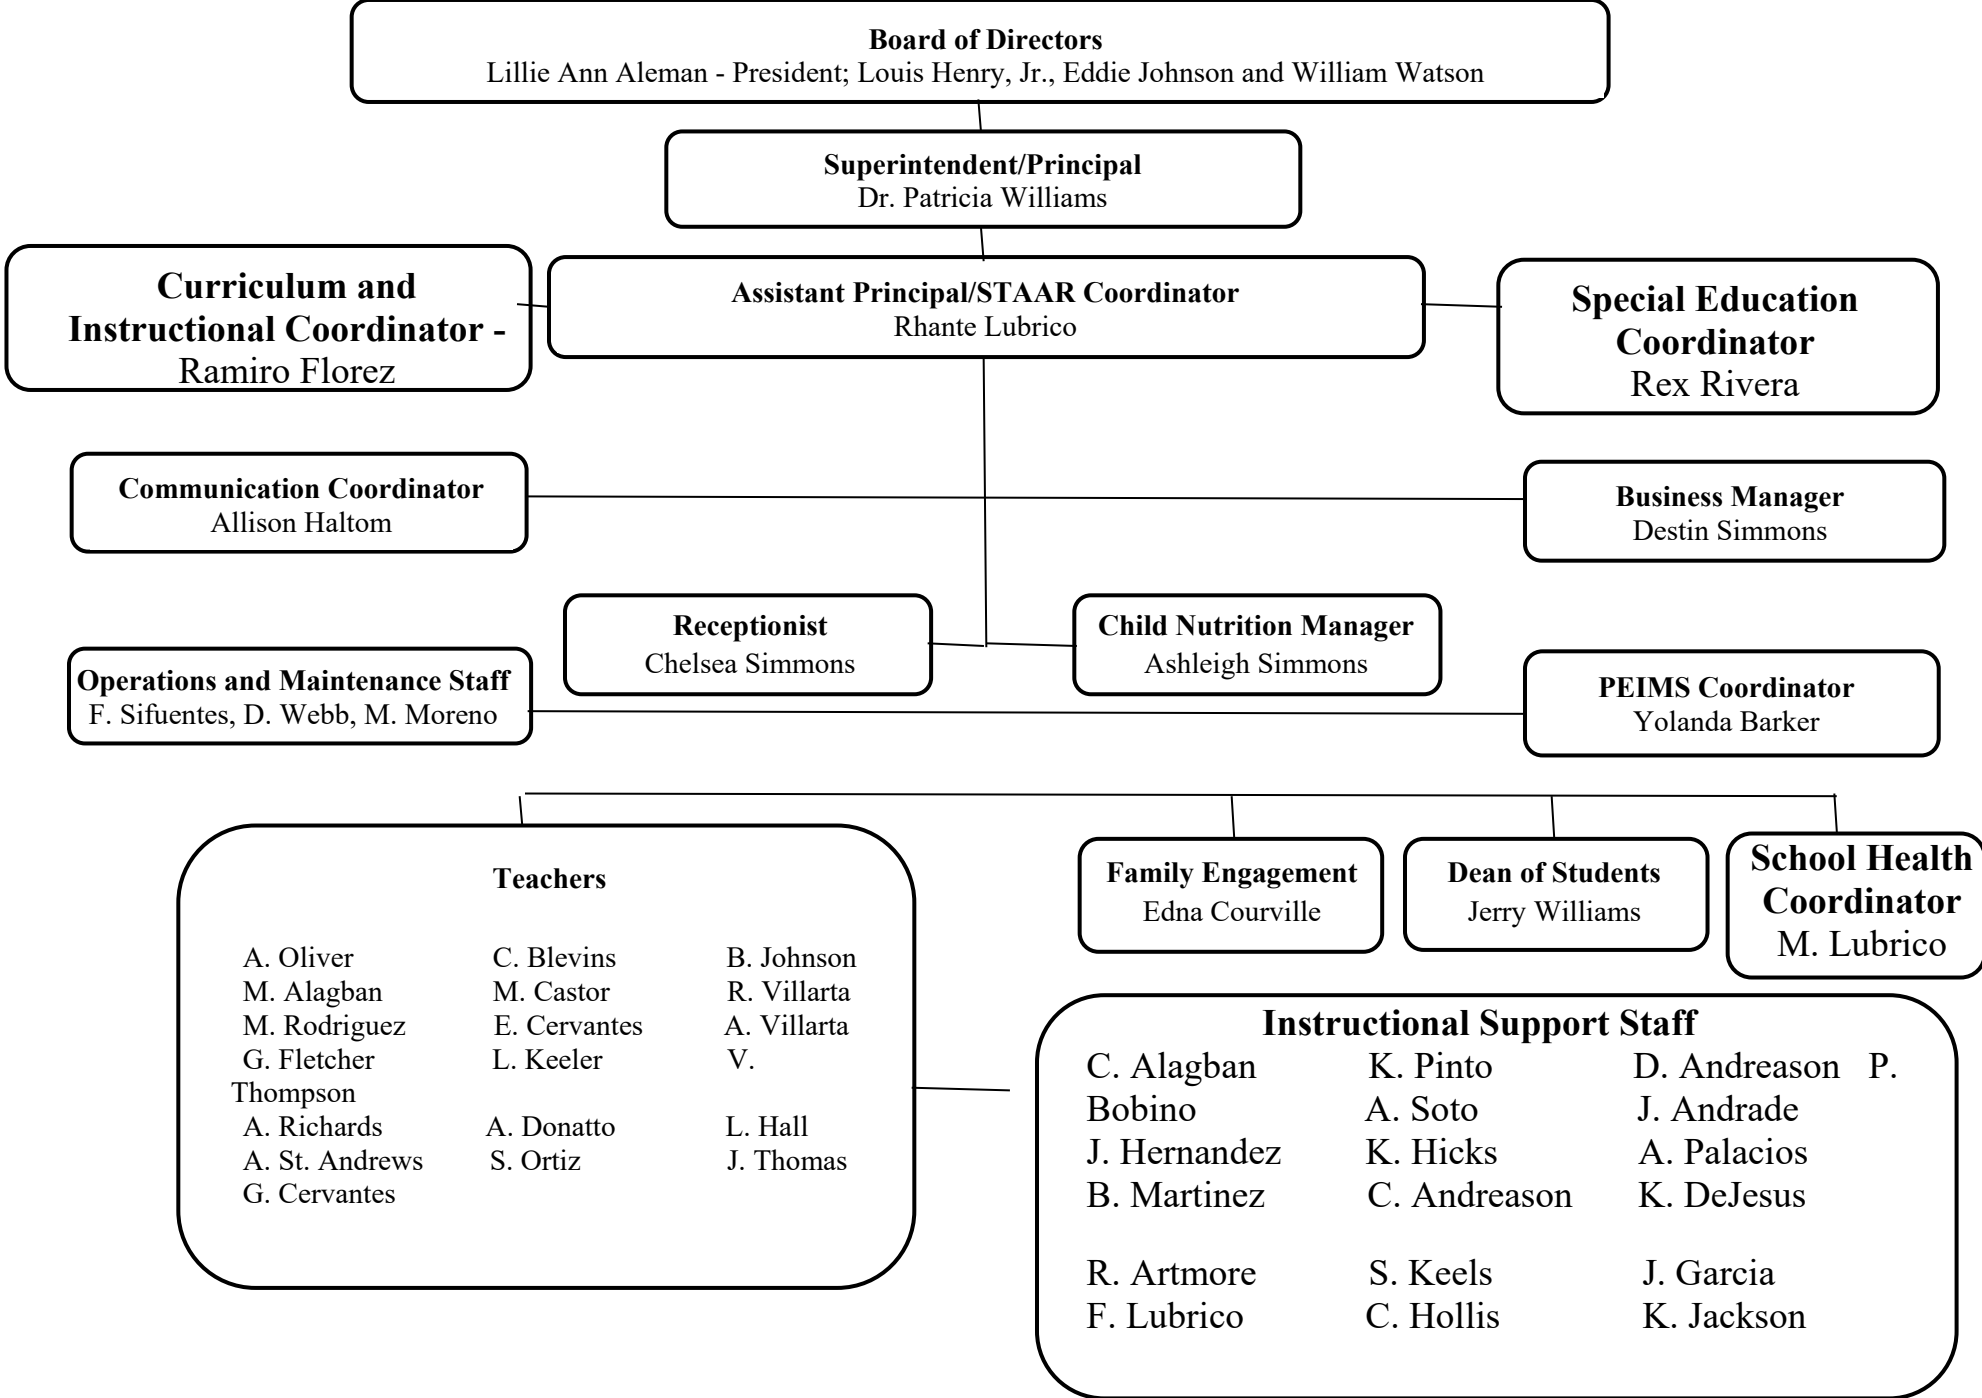 Board of Directors
Lillie Ann Aleman - President; Louis Henry, Jr., Eddie Johnson and William Watson
Superintendent/Principal
Dr. Patricia Williams
Curriculum and
Instructional Coordinator -
Ramiro Florez
Assistant Principal/STAAR Coordinator
Rhante Lubrico
Special Education
Coordinator
Rex Rivera
Communication Coordinator
Allison Haltom
Business Manager
Destin Simmons
Receptionist
Chelsea Simmons
Child Nutrition Manager
Ashleigh Simmons
Operations and Maintenance Staff
F. Sifuentes, D. Webb, M. Moreno
PEIMS Coordinator
Yolanda Barker
Teachers
A. Oliver C. Blevins B. Johnson
M. Alagban M. Castor R. Villarta
M. Rodriguez E. Cervantes A. Villarta
G. Fletcher L. Keeler V.
Thompson
A. Richards A. Donatto L. Hall
A. St. Andrews S. Ortiz J. Thomas
G. Cervantes
Family Engagement
Edna Courville
Dean of Students
Jerry Williams
School Health
Coordinator
M. Lubrico
Instructional Support Staff
C. Alagban K. Pinto D. Andreason P.
Bobino A. Soto J. Andrade
J. Hernandez K. Hicks A. Palacios
B. Martinez C. Andreason K. DeJesus
R. Artmore S. Keels J. Garcia
F. Lubrico C. Hollis K. Jackson